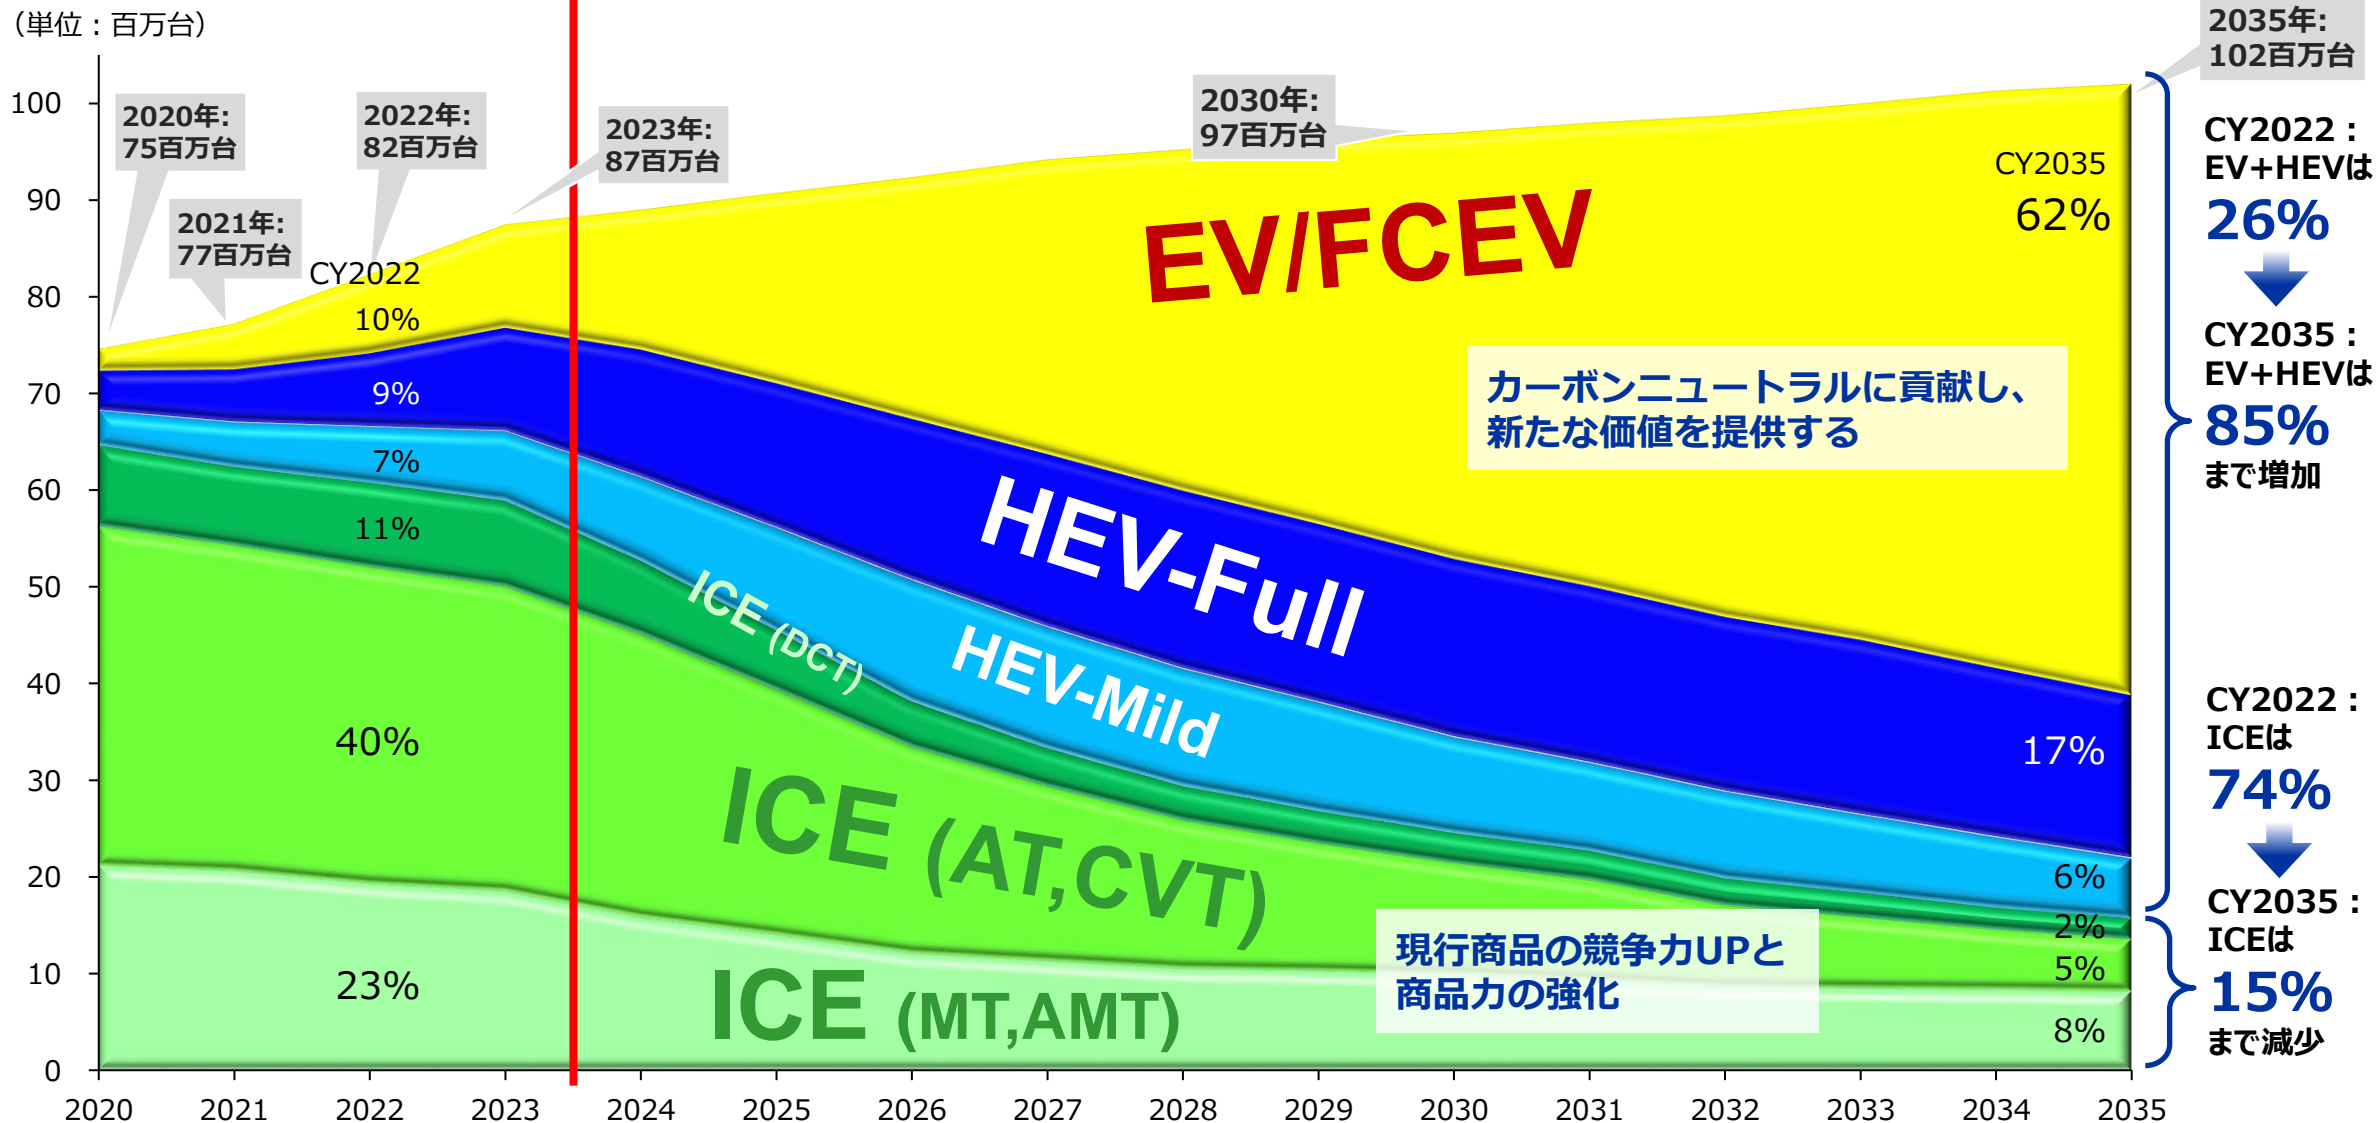 （単位：百万台）
100
90
80
70
60
50
40
30
20
10
0
2020
2021
2022
2023
2024
2025
2026
2027
2028
2029
2030
2031
2032
2033
2034
2035
2020年:
75百万台
2021年:
77百万台
2022年:
82百万台
2023年:
87百万台
2030年:
97百万台
2035年:
102百万台
CY2022
10%
9%
7%
11%
40%
23%
EV/FCEV
HEV-Full
HEV-Mild
ICE (DCT)
ICE (AT,CVT)
ICE (MT,AMT)
カーボンニュートラルに貢献し、
新たな価値を提供する
現行商品の競争力UPと
商品力の強化
CY2035
62%
17%
6%
2%
5%
8%
CY2022：
EV+HEVは
26%
CY2035：
EV+HEVは
85%
まで増加
CY2022：
ICEは
74%
CY2035：
ICEは
15%
まで減少